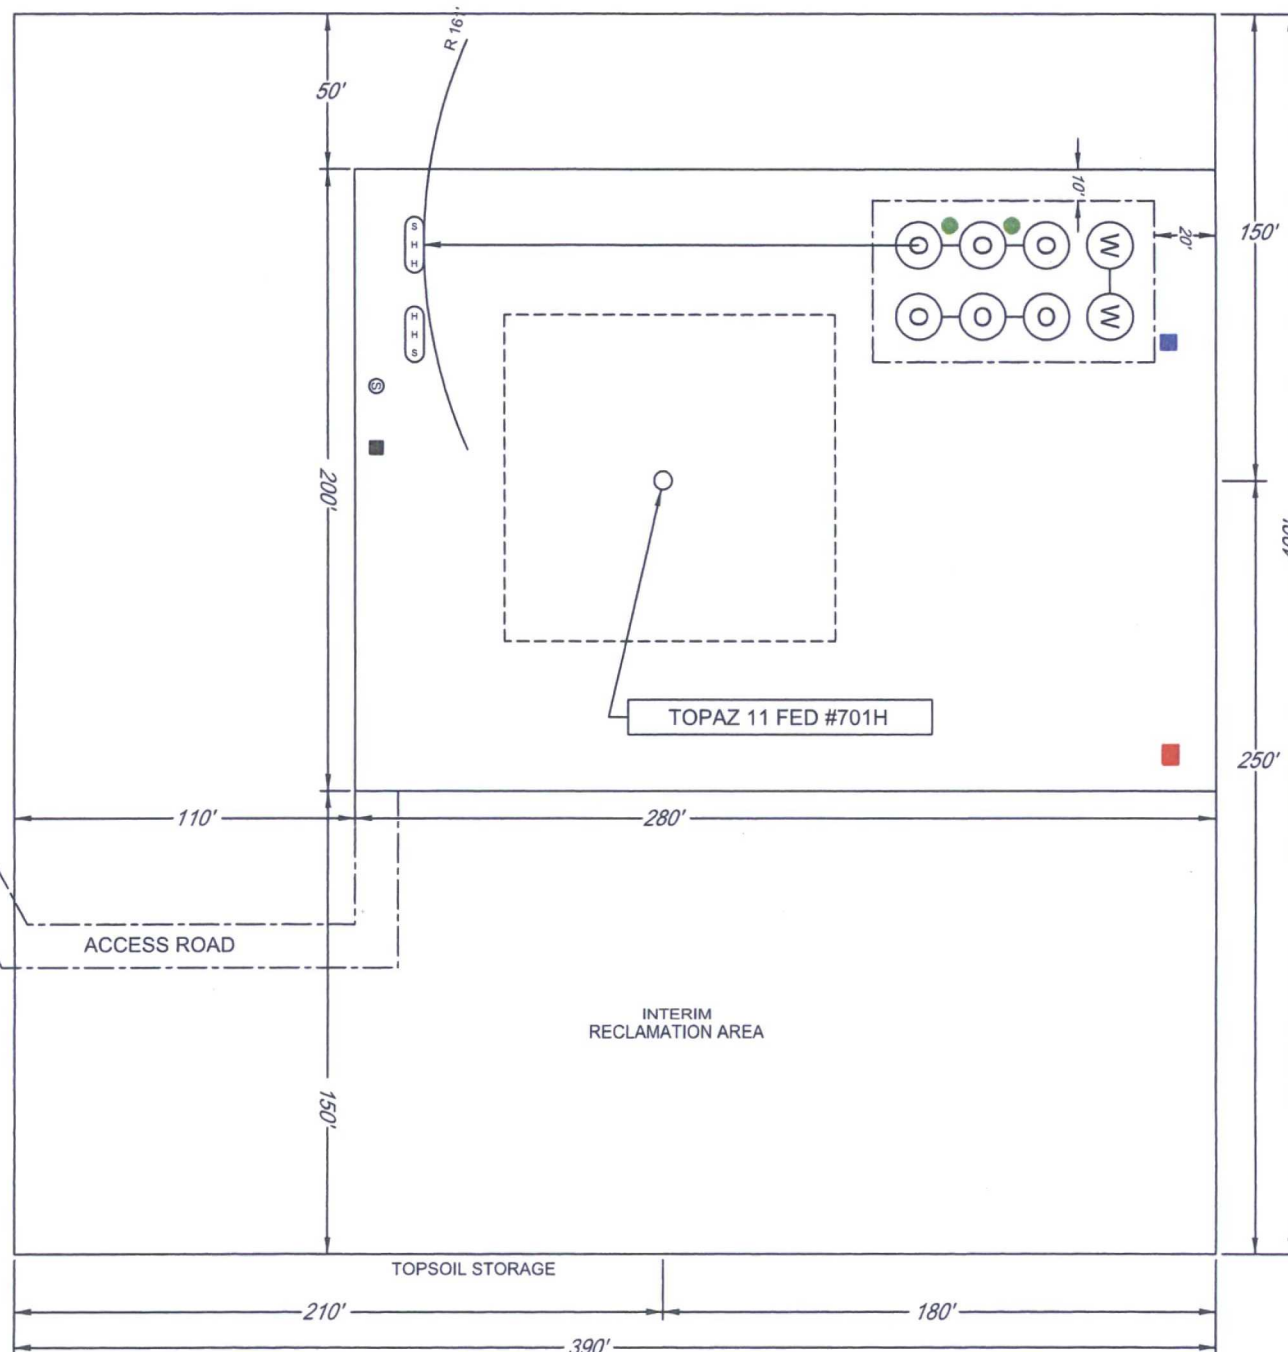 R 161'
50'
10'
20'
150'
S
H
H
O O O W
H
H
S
O O O W
S
200'
TOPAZ 11 FED #701H
250'
110'
280'
ACCESS ROAD
INTERIM
RECLAMATION AREA
150'
TOPSOIL STORAGE
210'
180'
390'